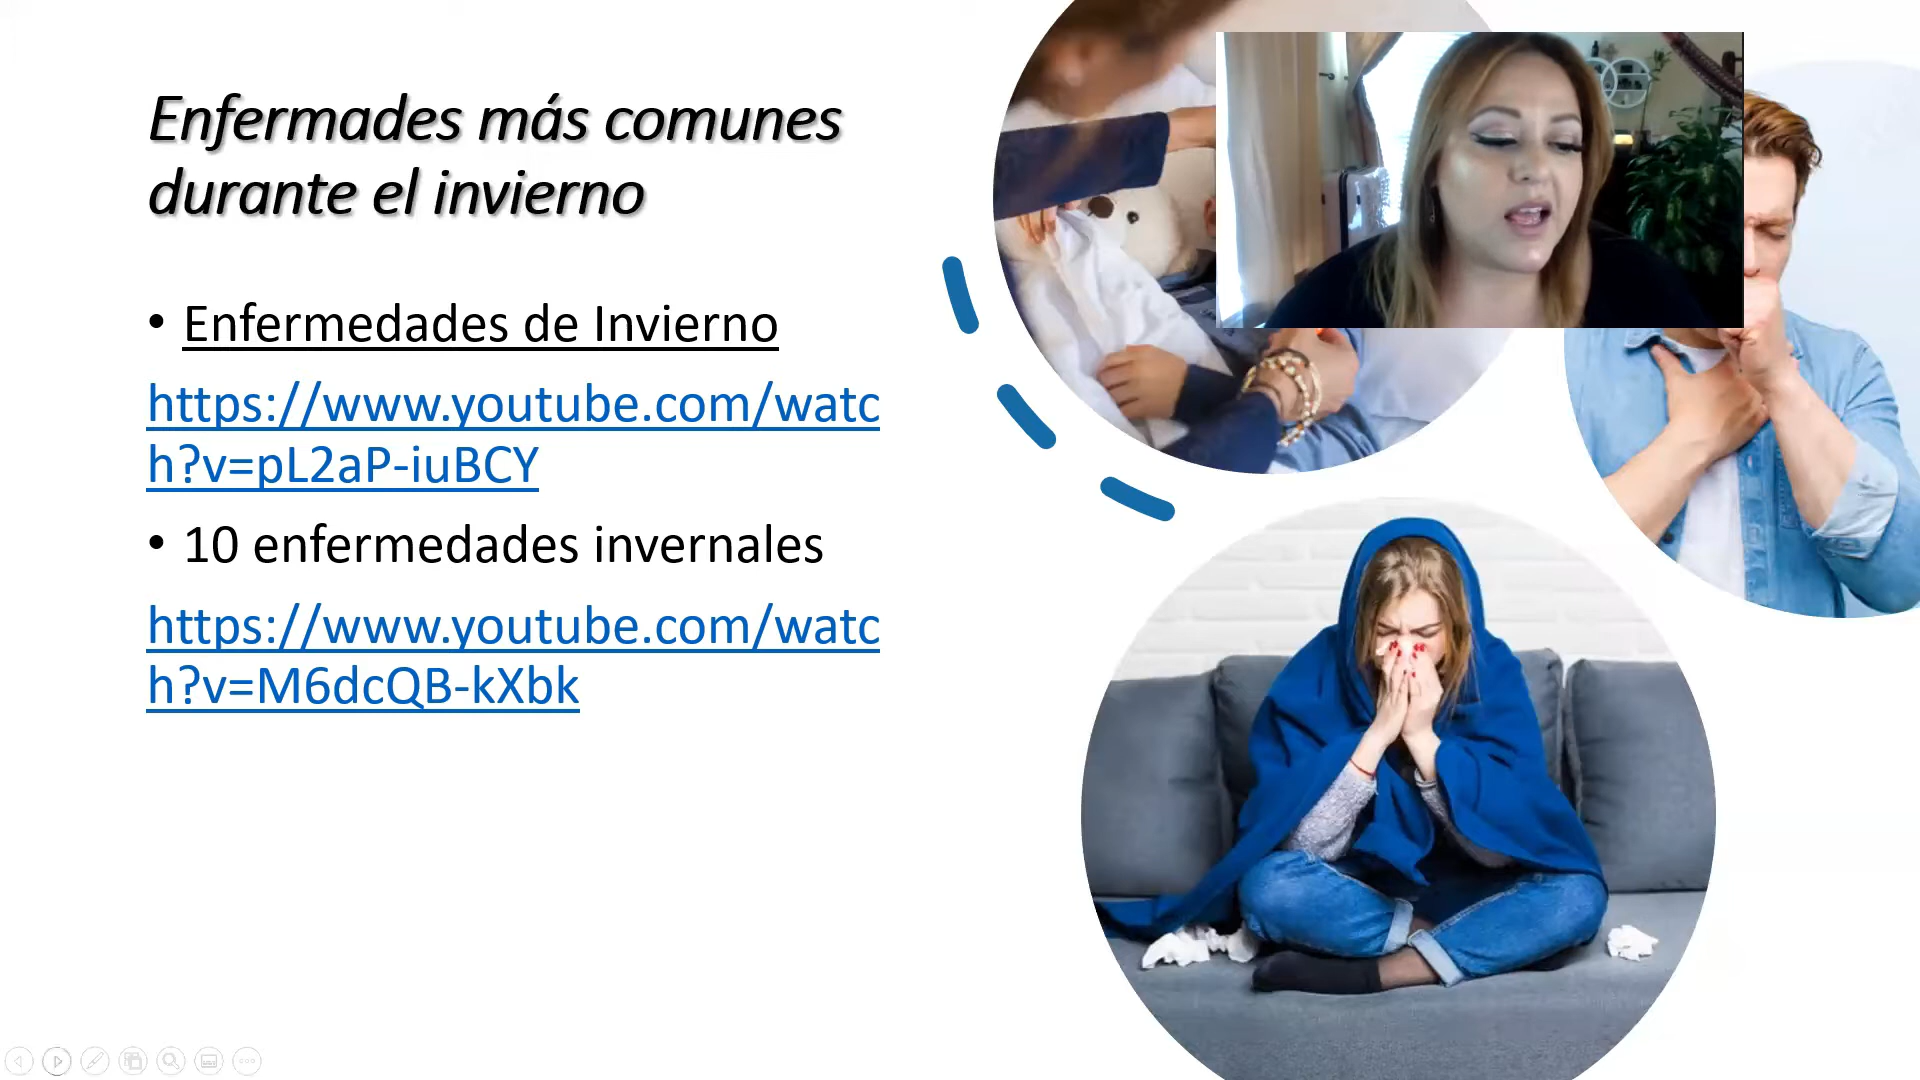 Enfermades más comunes
durante el invierno
• Enfermedades de Invierno
https://www.youtube.com/watc
h?v=pL2aP-iuBCY
• 10 enfermedades invernales
https://www.youtube.com/watc
h?v=M6dcQB-kXbk